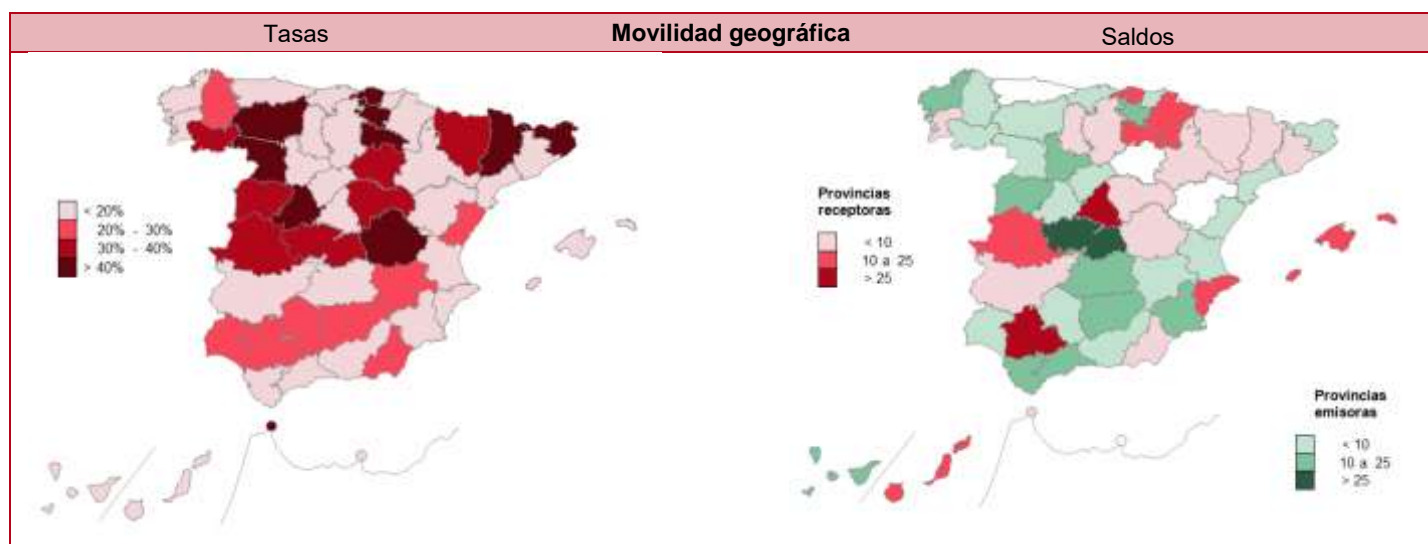 Tasas Movilidad geográfica Saldos
< 20%
20% - 30%
30% - 40%
> 40%
Provincias
receptoras
< 10
10 a 25
> 25
Provincias
emisoras
< 10
10 a 25
> 25